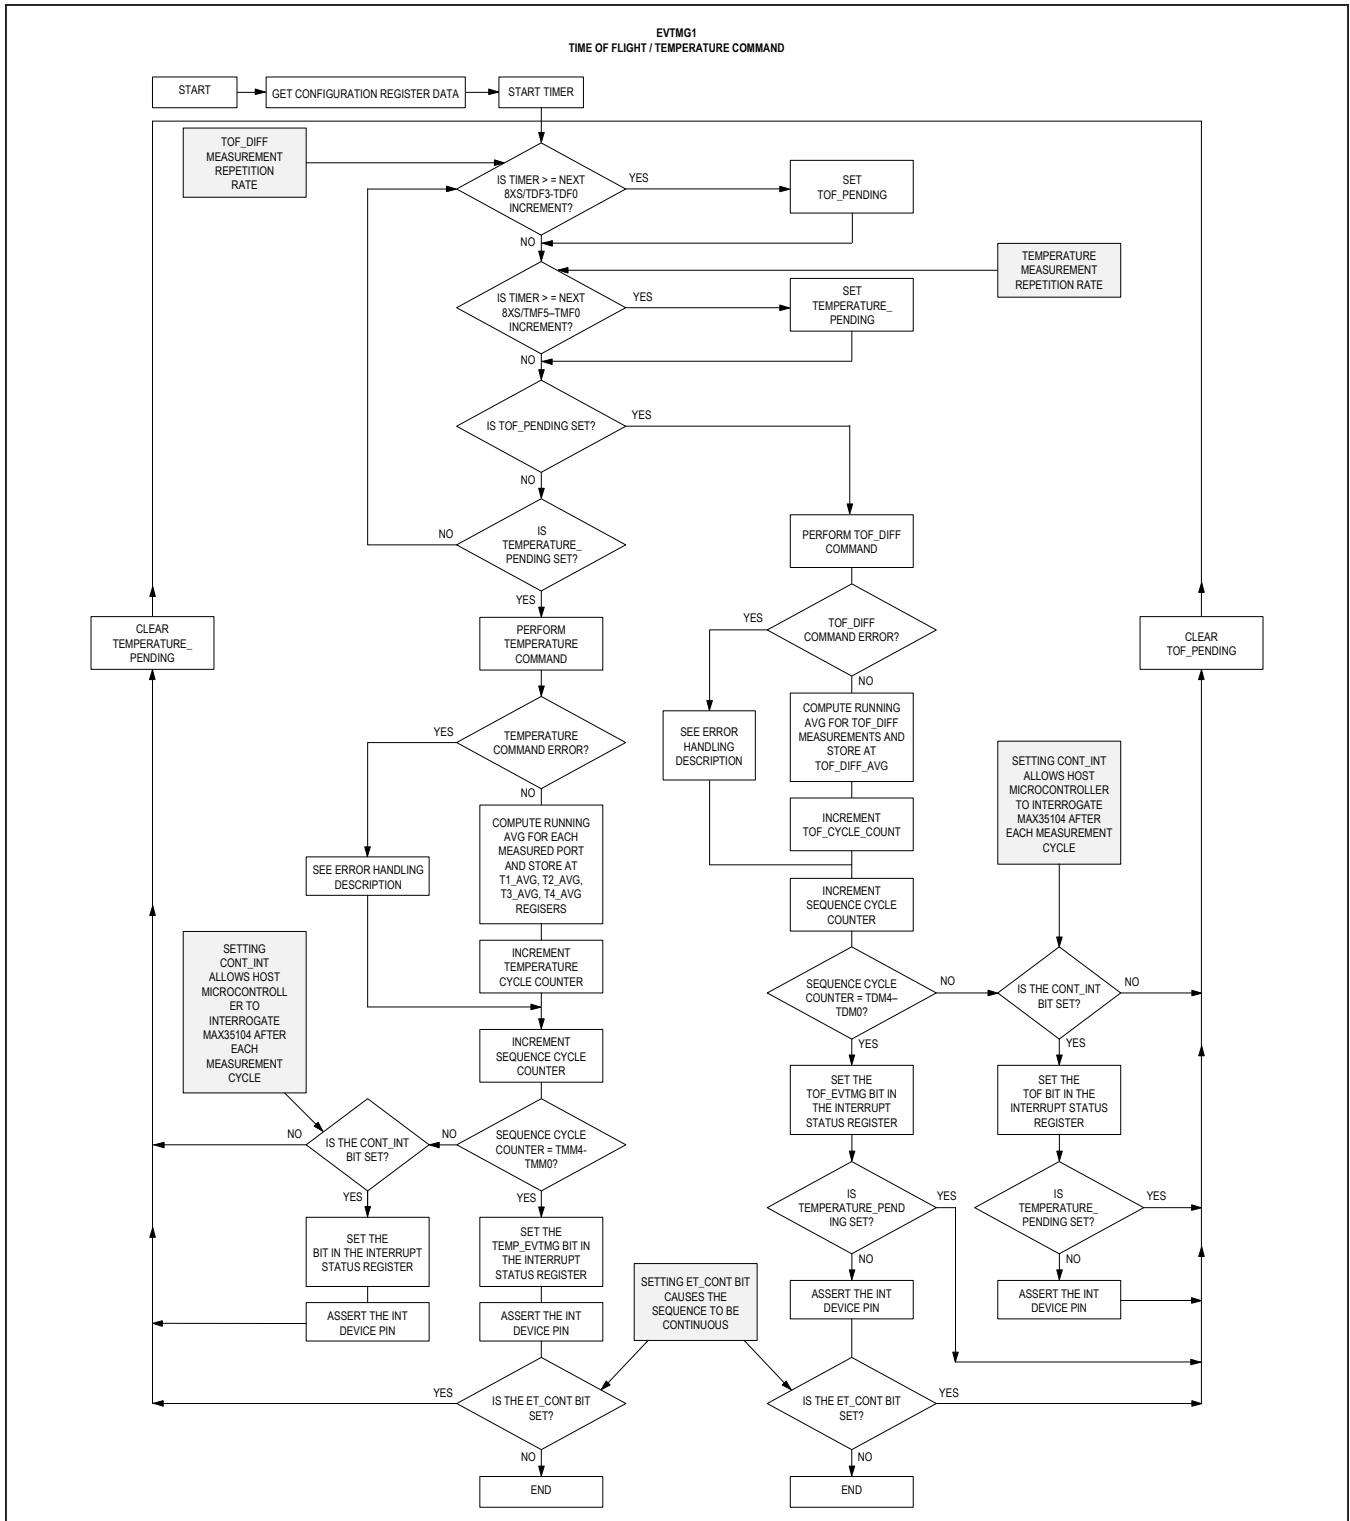 EVTMG1
TIME OF FLIGHT / TEMPERATURE COMMAND
START
GET CONFIGURATION REGISTER DATA
START TIMER
TOF_DIFF
MEASUREMENT
REPETITION
RATE
IS TIMER > = NEXT
8XS/TDF3-TDF0
INCREMENT?
YES
SET
TOF_PENDING
NO
TEMPERATURE
MEASUREMENT
REPETITION RATE
IS TIMER > = NEXT
8XS/TMF5–TMF0
INCREMENT?
YES
SET
TEMPERATURE_
PENDING
NO
IS TOF_PENDING SET?
YES
NO
IS
TEMPERATURE_
PENDING SET?
NO
YES
PERFORM TOF_DIFF
COMMAND
CLEAR
TEMPERATURE_
PENDING
PERFORM
TEMPERATURE
COMMAND
TOF_DIFF
COMMAND ERROR?
YES
NO
CLEAR
TOF_PENDING
TEMPERATURE
COMMAND ERROR?
YES
NO
SEE ERROR
HANDLING
DESCRIPTION
COMPUTE RUNNING
AVG FOR TOF_DIFF
MEASUREMENTS AND
STORE AT
TOF_DIFF_AVG
SETTING CONT_INT
ALLOWS HOST
MICROCONTROLLER
TO INTERROGATE
MAX35104 AFTER
EACH MEASUREMENT
CYCLE
INCREMENT
TOF_CYCLE_COUNT
SEE ERROR HANDLING
DESCRIPTION
COMPUTE RUNNING
AVG FOR EACH
MEASURED PORT
AND STORE AT
T1_AVG, T2_AVG,
T3_AVG, T4_AVG
REGISERS
INCREMENT
SEQUENCE CYCLE
COUNTER
SETTING
CONT_INT
ALLOWS HOST
MICROCONTROLL
ER TO
INTERROGATE
MAX35104 AFTER
EACH
MEASUREMENT
CYCLE
INCREMENT
TEMPERATURE
CYCLE COUNTER
SEQUENCE CYCLE
COUNTER = TDM4–
TDM0?
NO
YES
IS THE CONT_INT
BIT SET?
NO
YES
INCREMENT
SEQUENCE CYCLE
COUNTER
SET THE
TOF_EVTMG BIT IN
THE INTERRUPT
STATUS REGISTER
SET THE
TOF BIT IN THE
INTERRUPT STATUS
REGISTER
NO
IS THE CONT_INT
BIT SET?
YES
NO
SEQUENCE CYCLE
COUNTER = TMM4-
TMM0?
YES
IS
TEMPERATURE_PEND
ING SET?
YES
NO
IS
TEMPERATURE_
PENDING SET?
YES
NO
SET THE
BIT IN THE INTERRUPT
STATUS REGISTER
SET THE
TEMP_EVTMG BIT IN
THE INTERRUPT
STATUS REGISTER
SETTING ET_CONT BIT
CAUSES THE
SEQUENCE TO BE
CONTINUOUS
ASSERT THE INT
DEVICE PIN
ASSERT THE INT
DEVICE PIN
ASSERT THE INT
DEVICE PIN
ASSERT THE INT
DEVICE PIN
YES
IS THE ET_CONT BIT
SET?
NO
IS THE ET_CONT BIT
SET?
YES
NO
END
END